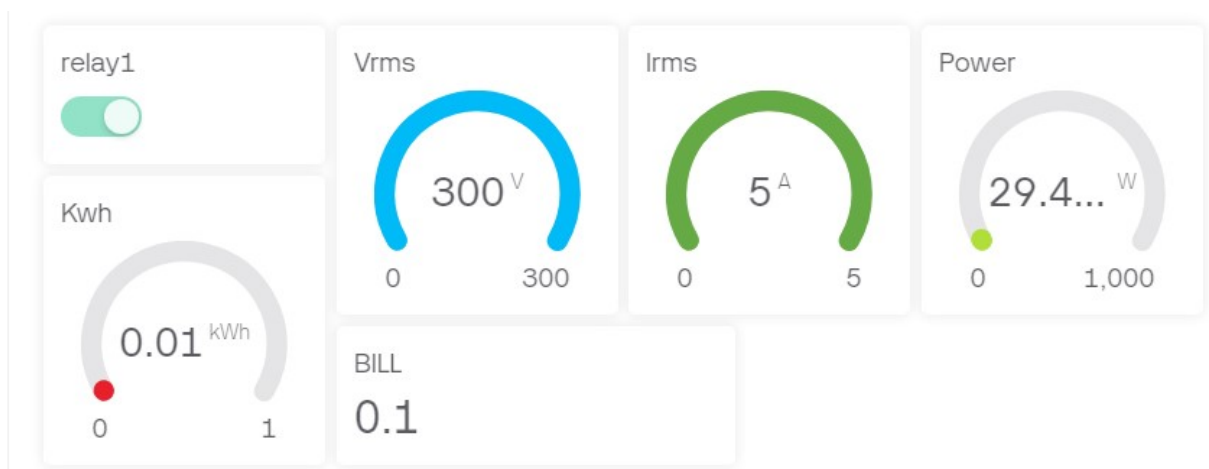 relay1
Vrms
300 V
0 300
Irms
5 A
0 5
Power
29.4... W
0 1,000
Kwh
0.01 kWh
0 1
BILL
0.1